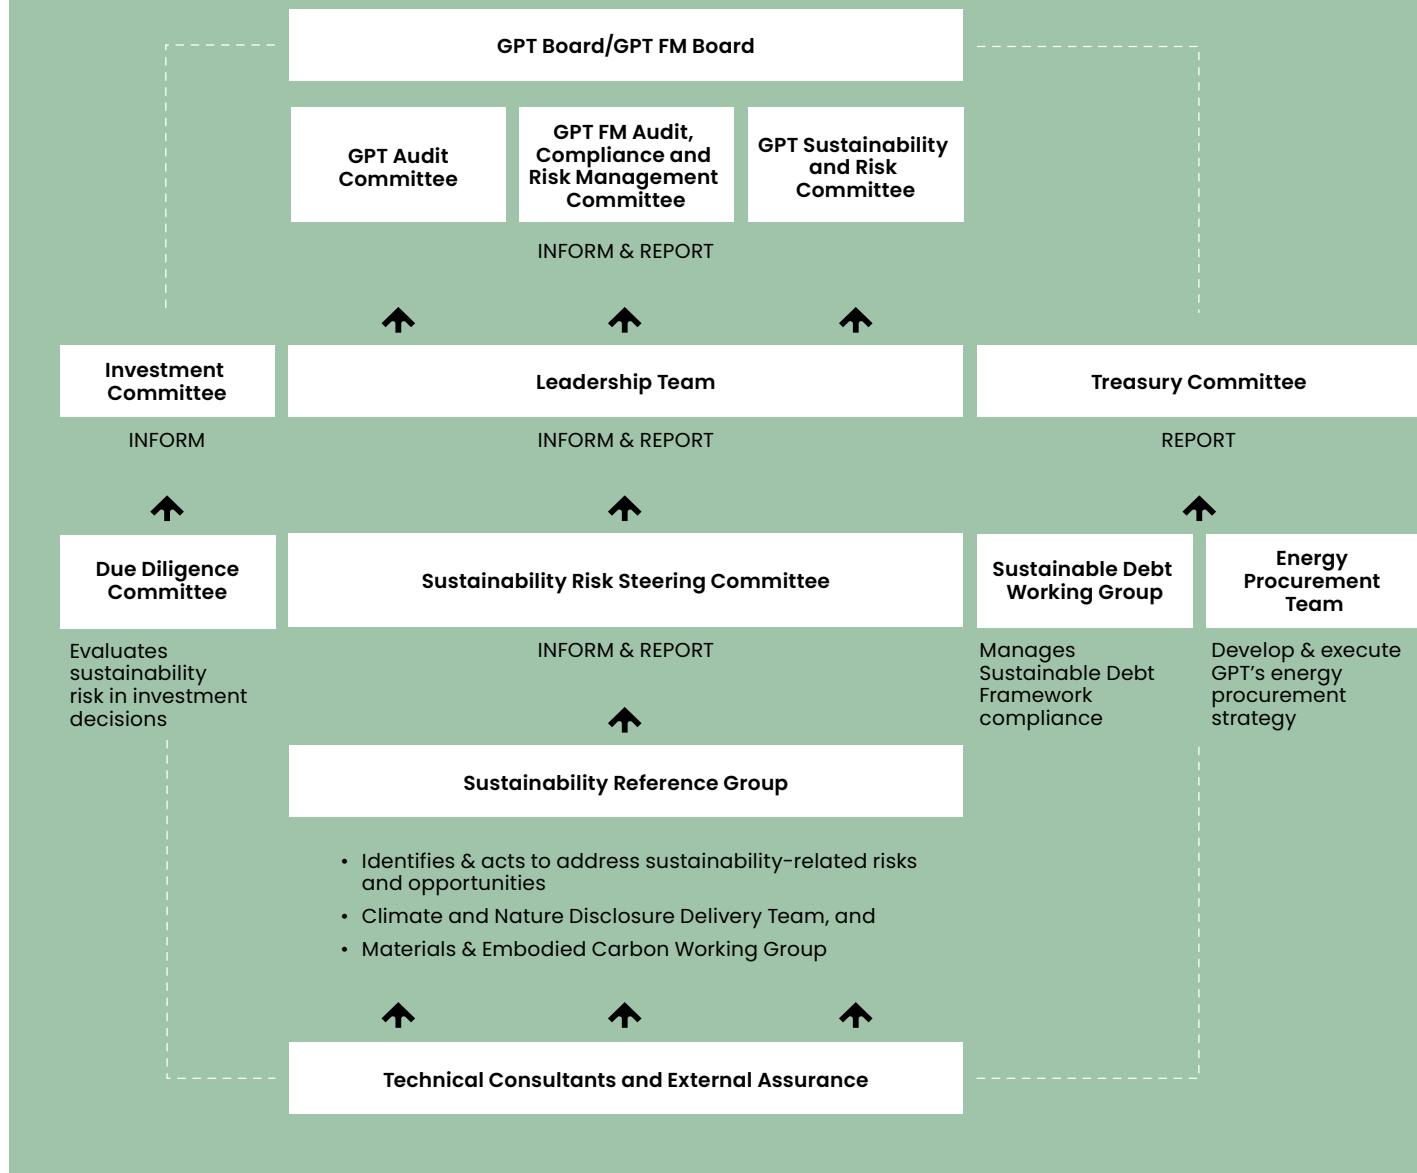 GPT Board/GPT FM Board
GPT Audit
Committee
GPT FM Audit,
Compliance and
Risk Management
Committee
GPT Sustainability
and Risk
Committee
INFORM & REPORT
Investment
Committee
Leadership Team
Treasury Committee
INFORM
INFORM & REPORT
REPORT
Due Diligence
Committee
Sustainability Risk Steering Committee
Sustainable Debt
Working Group
Energy
Procurement
Team
Evaluates
sustainability
risk in investment
decisions
INFORM & REPORT
Manages
Sustainable Debt
Framework
compliance
Develop & execute
GPT's energy
procurement
strategy
Sustainability Reference Group
• Identifies & acts to address sustainability-related risks
and opportunities
• Climate and Nature Disclosure Delivery Team, and
• Materials & Embodied Carbon Working Group
Technical Consultants and External Assurance